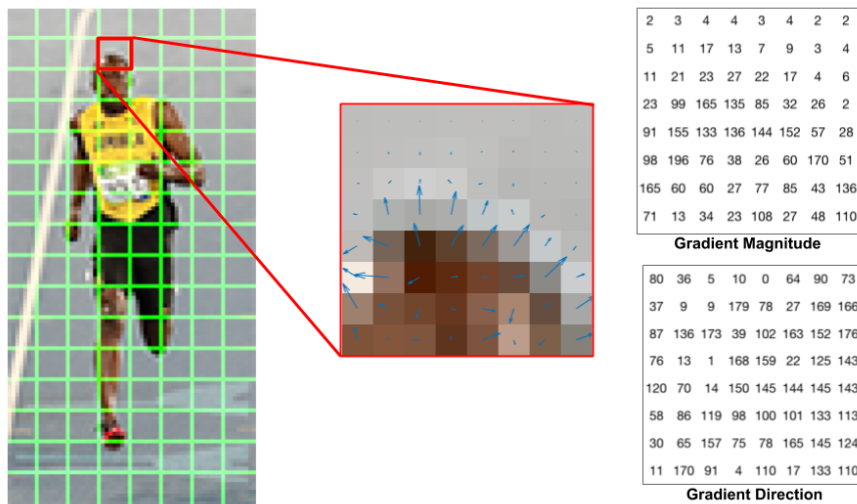 2 3 4 4 3 4 2 2
5 11 17 13 7 9 3 4
11 21 23 27 22 17 4 6
23 99 165 135 85 32 26 2
91 155 133 136 144 152 57 28
98 196 76 38 26 60 170 51
165 60 60 27 77 85 43 136
71 13 34 23 108 27 48 110
Gradient Magnitude
80 36 5 10 0 64 90 73
37 9 9 179 78 27 169 166
87 136 173 39 102 163 152 176
76 13 1 168 159 22 125 143
120 70 14 150 145 144 145 143
58 86 119 98 100 101 133 113
30 65 157 75 78 165 145 124
11 170 91 4 110 17 133 110
Gradient Direction